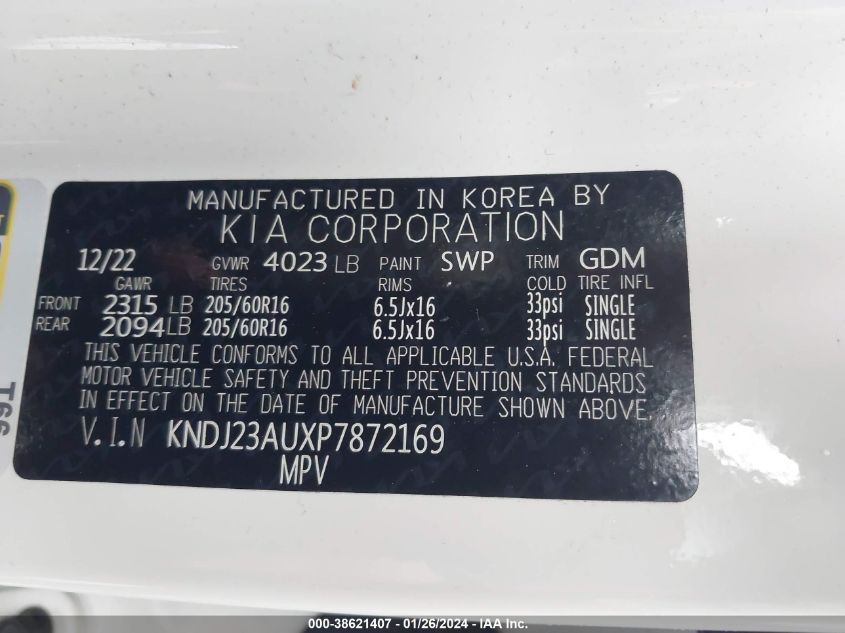 MANUFACTURED IN KOREA BY
KIA CORPORATION
12/22 GVWR 4023 LB PAINT SWP TRIM GDM
GAWR TIRES RIMS COLD TIRE INFL
FRONT 2315 LB 205/60R16 6.5Jx16 33psi SINGLE
REAR 2094 LB 205/60R16 6.5Jx16 33psi SINGLE
THIS VEHICLE CONFORMS TO ALL APPLICABLE U.S.A. FEDERAL
MOTOR VEHICLE SAFETY AND THEFT PREVENTION STANDARDS
IN EFFECT ON THE DATE OF MANUFACTURE SHOWN ABOVE.
V.I.N KNDJ23AUXP7872169
MPV
000-38621407 - 01/26/2024 - IAA Inc.